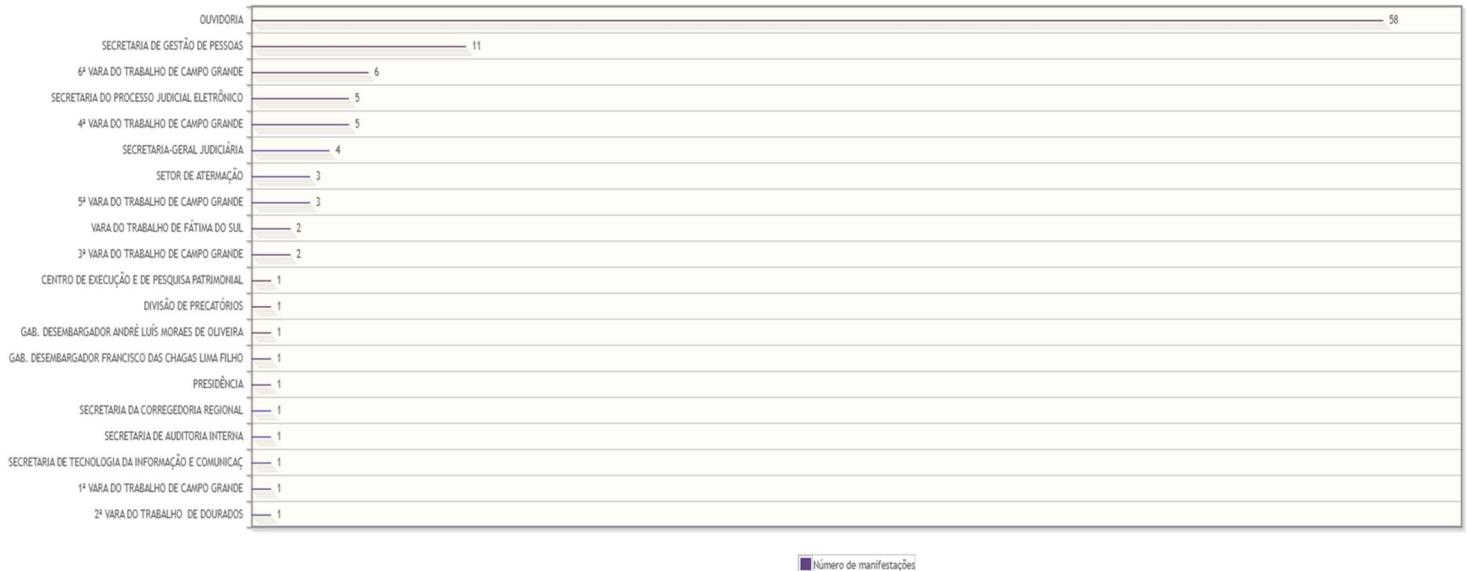 OUVIDORIA 58
SECRETARIA DE GESTÃO DE PESSOAS 11
6ª VARA DO TRABALHO DE CAMPO GRANDE 6
SECRETARIA DO PROCESSO JUDICIAL ELETRÔNICO 5
4ª VARA DO TRABALHO DE CAMPO GRANDE 5
SECRETARIA-GERAL JUDICIÁRIA 4
SETOR DE ATERMAÇÃO 3
5ª VARA DO TRABALHO DE CAMPO GRANDE 3
VARA DO TRABALHO DE FÁTIMA DO SUL 2
3ª VARA DO TRABALHO DE CAMPO GRANDE 2
CENTRO DE EXECUÇÃO E DE PESQUISA PATRIMONIAL 1
DIVISÃO DE PRECATÓRIOS 1
GAB. DESEMBARGADOR ANDRÉ LUÍS MORAES DE OLIVEIRA 1
GAB. DESEMBARGADOR FRANCISCO DAS CHAGAS LIMA FILHO 1
PRESIDÊNCIA 1
SECRETARIA DA CORREGEDORIA REGIONAL 1
SECRETARIA DE AUDITORIA INTERNA 1
SECRETARIA DE TECNOLOGIA DA INFORMAÇÃO E COMUNICAÇ 1
1ª VARA DO TRABALHO DE CAMPO GRANDE 1
2ª VARA DO TRABALHO DE DOURADOS 1
Número de manifestações